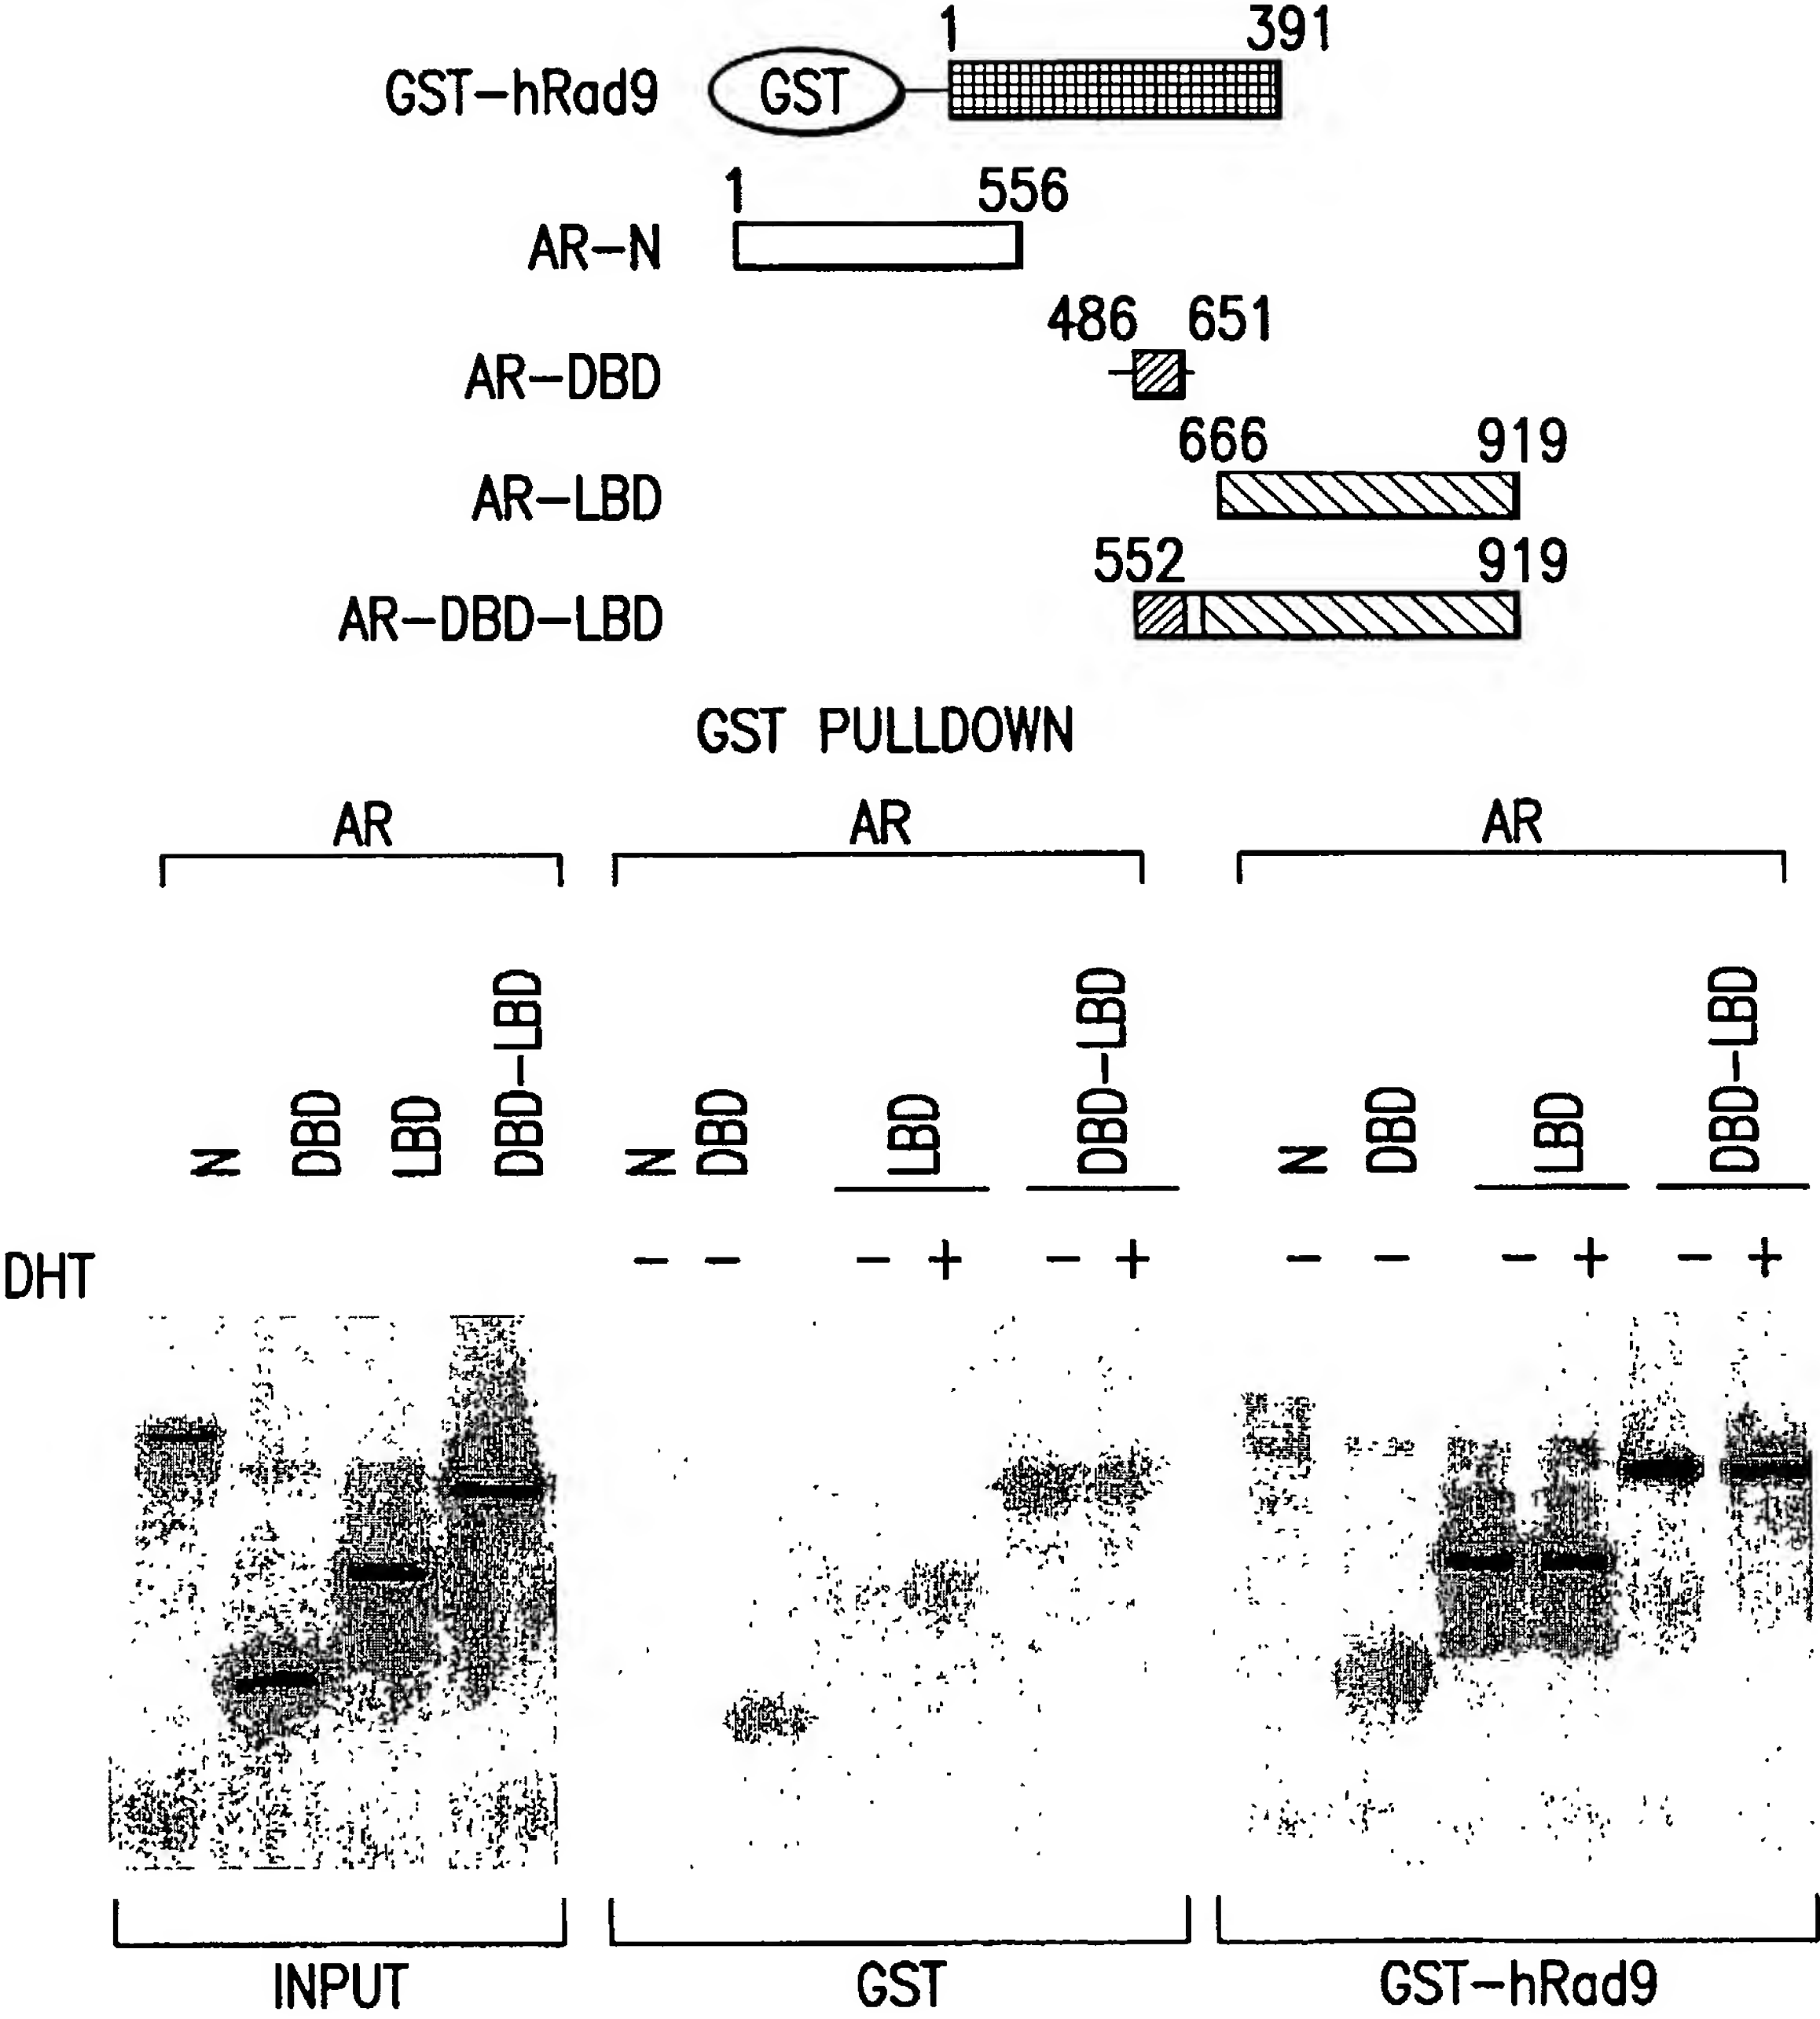 1 391
GST-hRad9 GST
1 556
AR-N
486 651
AR-DBD
666 919
AR-LBD
552 919
AR-DBD-LBD
GST PULLDOWN
AR AR AR
N DBD LBD DBD-LBD N DBD LBD DBD-LBD N DBD LBD DBD-LBD
DHT - - - + - + - - - + - +
INPUT GST GST-hRad9